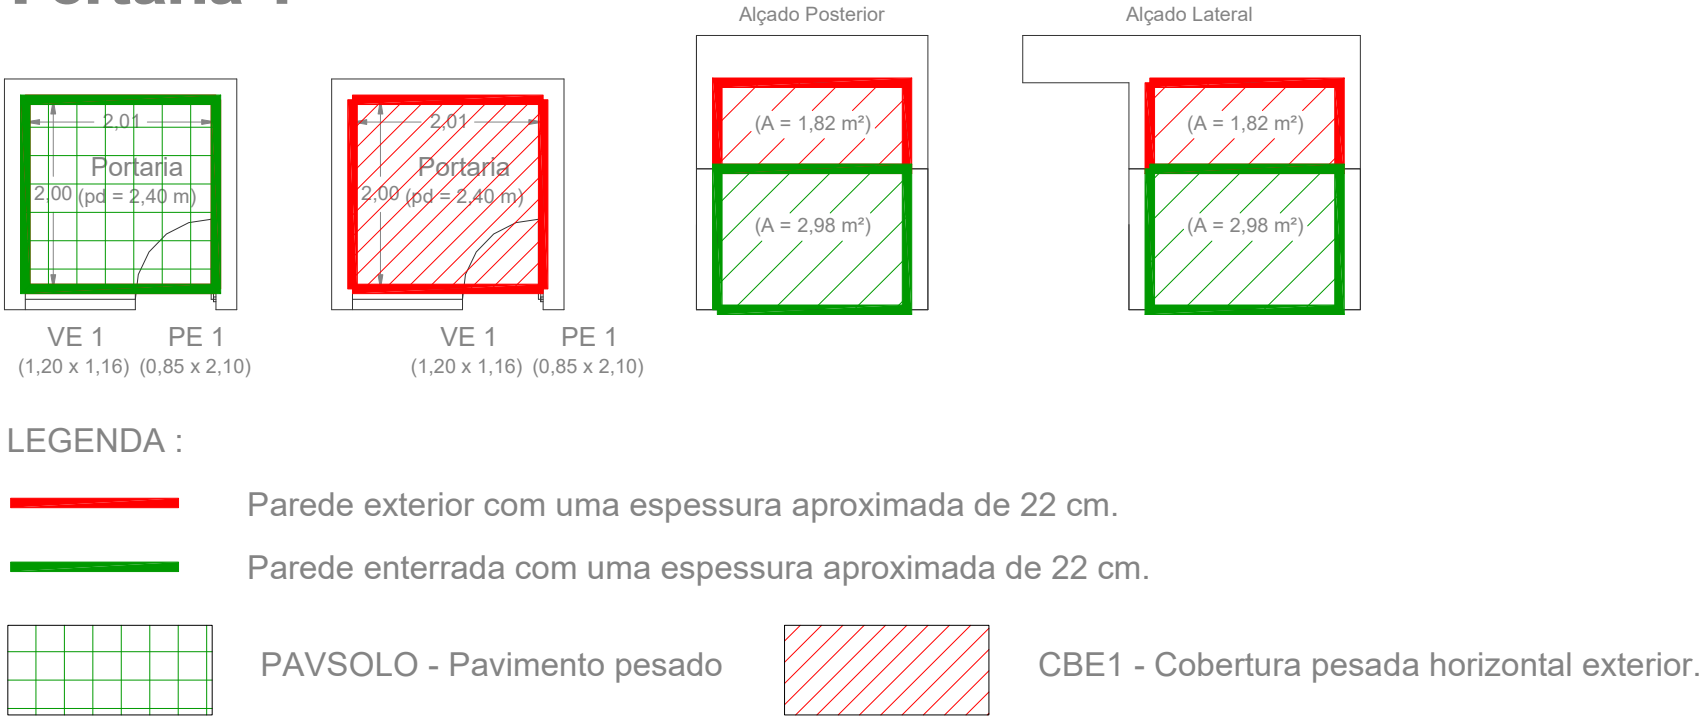 Alçado Posterior
Alçado Lateral
2,01
Portaria
2,00 (pd = 2,40 m)
2,01
Portaria
2,00 (pd = 2,40 m)
(A = 1,82 m²)
(A = 2,98 m²)
(A = 1,82 m²)
(A = 2,98 m²)
VE 1 PE 1
(1,20 x 1,16) (0,85 x 2,10)
VE 1 PE 1
(1,20 x 1,16) (0,85 x 2,10)
LEGENDA :
Parede exterior com uma espessura aproximada de 22 cm.
Parede enterrada com uma espessura aproximada de 22 cm.
PAVSOLO - Pavimento pesado
CBE1 - Cobertura pesada horizontal exterior.